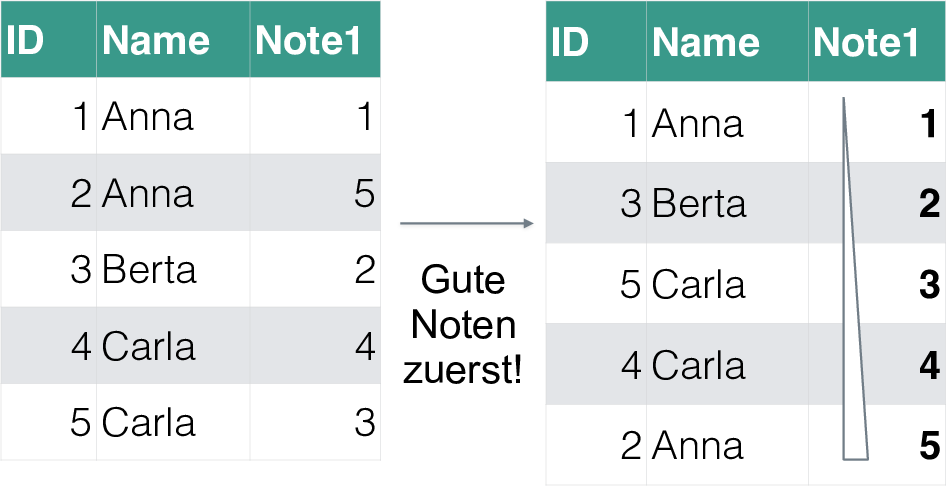 ID Name Note1
1 Anna 1
2 Anna 5
3 Berta 2
4 Carla 4
5 Carla 3
Gute
Noten
zuerst!
ID Name Note1
1 Anna 1
3 Berta 2
5 Carla 3
4 Carla 4
2 Anna 5